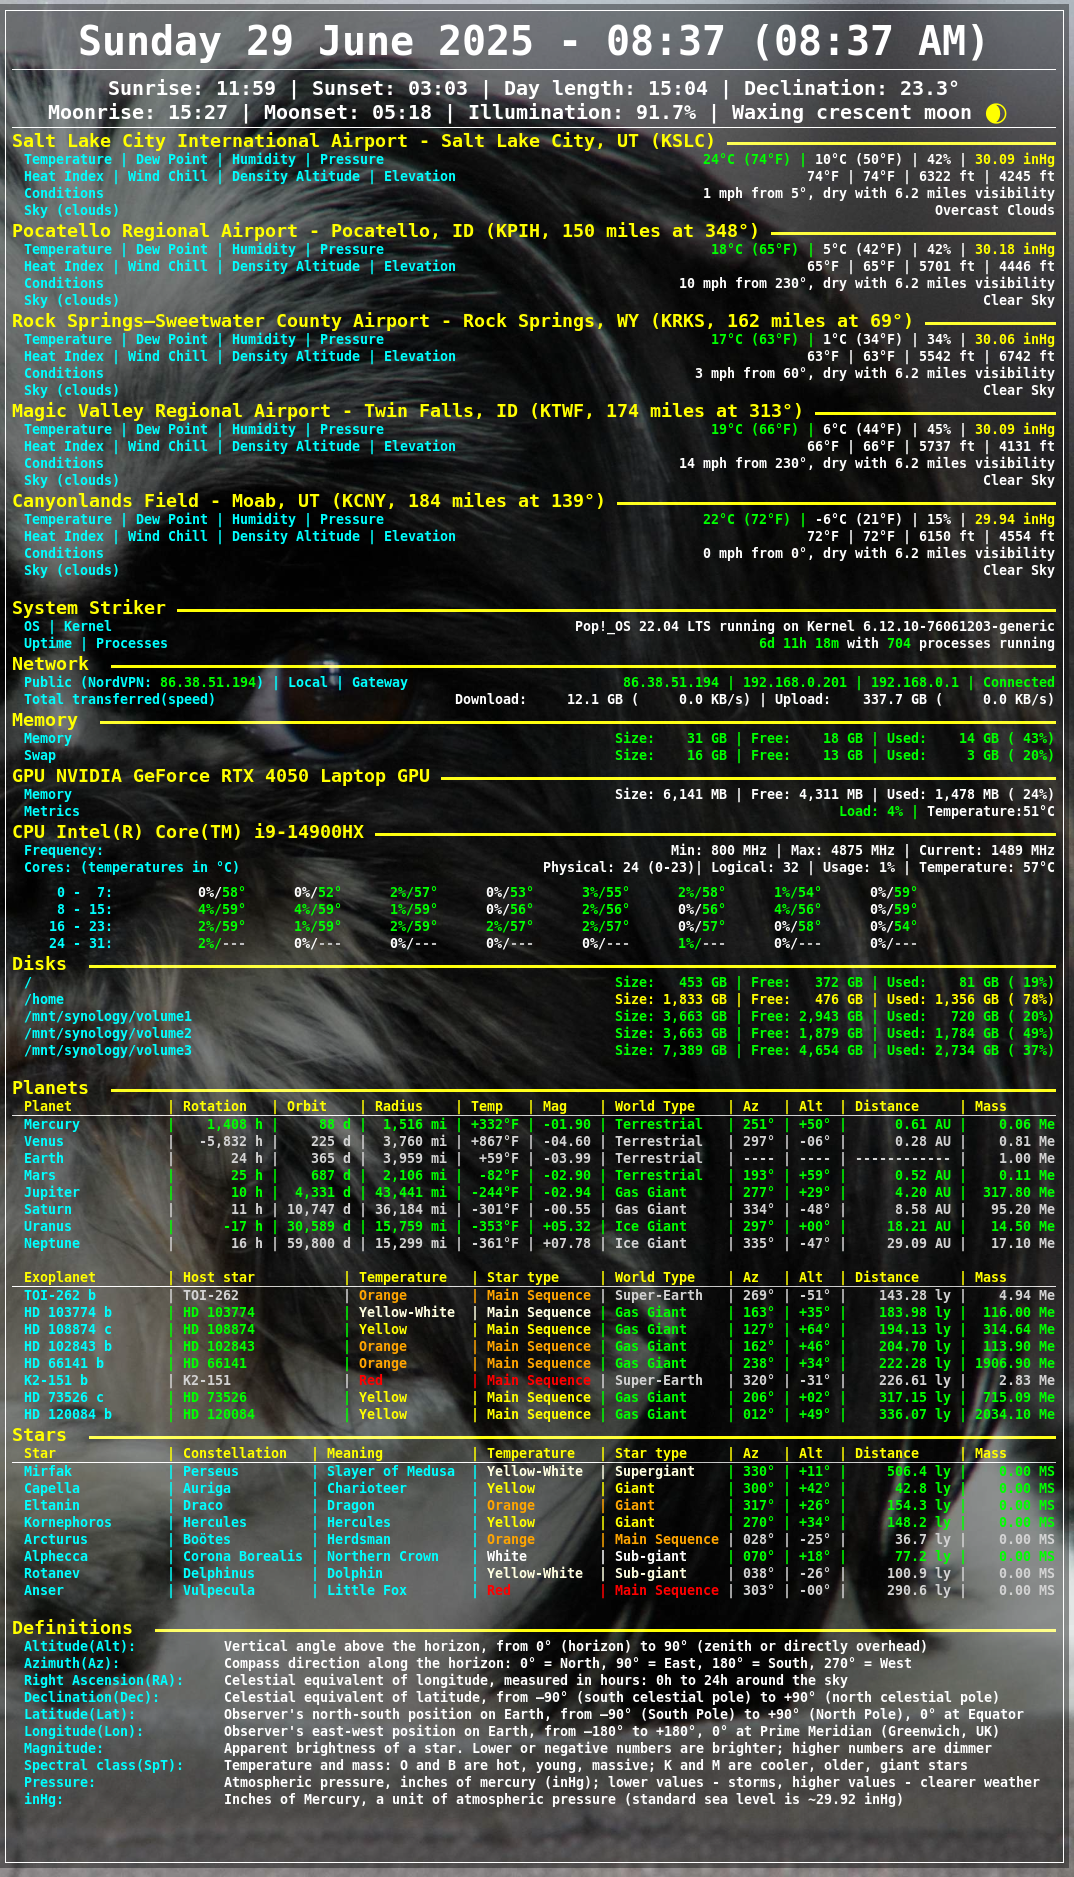 Sunday 29 June 2025 - 08:37 (08:37 AM)
Sunrise: 11:59 | Sunset: 03:03 | Day length: 15:04 | Declination: 23.3°
Moonrise: 15:27 | Moonset: 05:18 | Illumination: 91.7% | Waxing crescent moon
Salt Lake City International Airport - Salt Lake City, UT (KSLC)
Temperature | Dew Point | Humidity | Pressure 24°C (74°F) | 10°C (50°F) | 42% | 30.09 inHg
Heat Index | Wind Chill | Density Altitude | Elevation 74°F | 74°F | 6322 ft | 4245 ft
Conditions 1 mph from 5°, dry with 6.2 miles visibility
Sky (clouds) Overcast Clouds
Pocatello Regional Airport - Pocatello, ID (KPIH, 150 miles at 348°)
Temperature | Dew Point | Humidity | Pressure 18°C (65°F) | 5°C (42°F) | 42% | 30.18 inHg
Heat Index | Wind Chill | Density Altitude | Elevation 65°F | 65°F | 5701 ft | 4446 ft
Conditions 10 mph from 230°, dry with 6.2 miles visibility
Sky (clouds) Clear Sky
Rock Springs–Sweetwater County Airport - Rock Springs, WY (KRKS, 162 miles at 69°)
Temperature | Dew Point | Humidity | Pressure 17°C (63°F) | 1°C (34°F) | 34% | 30.06 inHg
Heat Index | Wind Chill | Density Altitude | Elevation 63°F | 63°F | 5542 ft | 6742 ft
Conditions 3 mph from 60°, dry with 6.2 miles visibility
Sky (clouds) Clear Sky
Magic Valley Regional Airport - Twin Falls, ID (KTWF, 174 miles at 313°)
Temperature | Dew Point | Humidity | Pressure 19°C (66°F) | 6°C (44°F) | 45% | 30.09 inHg
Heat Index | Wind Chill | Density Altitude | Elevation 66°F | 66°F | 5737 ft | 4131 ft
Conditions 14 mph from 230°, dry with 6.2 miles visibility
Sky (clouds) Clear Sky
Canyonlands Field - Moab, UT (KCNY, 184 miles at 139°)
Temperature | Dew Point | Humidity | Pressure 22°C (72°F) | -6°C (21°F) | 15% | 29.94 inHg
Heat Index | Wind Chill | Density Altitude | Elevation 72°F | 72°F | 6150 ft | 4554 ft
Conditions 0 mph from 0°, dry with 6.2 miles visibility
Sky (clouds) Clear Sky
System Striker
OS | Kernel Pop!_OS 22.04 LTS running on Kernel 6.12.10-76061203-generic
Uptime | Processes 6d 11h 18m with 704 processes running
Network
Public (NordVPN: 86.38.51.194) | Local | Gateway 86.38.51.194 | 192.168.0.201 | 192.168.0.1 | Connected
Total transferred(speed) Download: 12.1 GB ( 0.0 KB/s) | Upload: 337.7 GB ( 0.0 KB/s)
Memory
Memory Size: 31 GB | Free: 18 GB | Used: 14 GB ( 43%)
Swap Size: 16 GB | Free: 13 GB | Used: 3 GB ( 20%)
GPU NVIDIA GeForce RTX 4050 Laptop GPU
Memory Size: 6,141 MB | Free: 4,311 MB | Used: 1,478 MB ( 24%)
Metrics Load: 4% | Temperature:51°C
CPU Intel(R) Core(TM) i9-14900HX
Frequency: Min: 800 MHz | Max: 4875 MHz | Current: 1489 MHz
Cores: (temperatures in °C) Physical: 24 (0-23)| Logical: 32 | Usage: 1% | Temperature: 57°C
0 - 7: 0%/58° 0%/52° 2%/57° 0%/53° 3%/55° 2%/58° 1%/54° 0%/59°
8 - 15: 4%/59° 4%/59° 1%/59° 0%/56° 2%/56° 0%/56° 4%/56° 0%/59°
16 - 23: 2%/59° 1%/59° 2%/59° 2%/57° 2%/57° 0%/57° 0%/58° 0%/54°
24 - 31: 2%/--- 0%/--- 0%/--- 0%/--- 0%/--- 1%/--- 0%/--- 0%/---
Disks
/ Size: 453 GB | Free: 372 GB | Used: 81 GB ( 19%)
/home Size: 1,833 GB | Free: 476 GB | Used: 1,356 GB ( 78%)
/mnt/synology/volume1 Size: 3,663 GB | Free: 2,943 GB | Used: 720 GB ( 20%)
/mnt/synology/volume2 Size: 3,663 GB | Free: 1,879 GB | Used: 1,784 GB ( 49%)
/mnt/synology/volume3 Size: 7,389 GB | Free: 4,654 GB | Used: 2,734 GB ( 37%)
Planets
Planet | Rotation | Orbit | Radius | Temp | Mag | World Type | Az | Alt | Distance | Mass
Mercury | 1,408 h | 88 d | 1,516 mi | +332°F | -01.90 | Terrestrial | 251° | +50° | 0.61 AU | 0.06 Me
Venus | -5,832 h | 225 d | 3,760 mi | +867°F | -04.60 | Terrestrial | 297° | -06° | 0.28 AU | 0.81 Me
Earth | 24 h | 365 d | 3,959 mi | +59°F | -03.99 | Terrestrial | ---- | ---- | ------------ | 1.00 Me
Mars | 25 h | 687 d | 2,106 mi | -82°F | -02.90 | Terrestrial | 193° | +59° | 0.52 AU | 0.11 Me
Jupiter | 10 h | 4,331 d | 43,441 mi | -244°F | -02.94 | Gas Giant | 277° | +29° | 4.20 AU | 317.80 Me
Saturn | 11 h | 10,747 d | 36,184 mi | -301°F | -00.55 | Gas Giant | 334° | -48° | 8.58 AU | 95.20 Me
Uranus | -17 h | 30,589 d | 15,759 mi | -353°F | +05.32 | Ice Giant | 297° | +00° | 18.21 AU | 14.50 Me
Neptune | 16 h | 59,800 d | 15,299 mi | -361°F | +07.78 | Ice Giant | 335° | -47° | 29.09 AU | 17.10 Me
Exoplanet | Host star | Temperature | Star type | World Type | Az | Alt | Distance | Mass
TOI-262 b | TOI-262 | Orange | Main Sequence | Super-Earth | 269° | -51° | 143.28 ly | 4.94 Me
HD 103774 b | HD 103774 | Yellow-White | Main Sequence | Gas Giant | 163° | +35° | 183.98 ly | 116.00 Me
HD 108874 c | HD 108874 | Yellow | Main Sequence | Gas Giant | 127° | +64° | 194.13 ly | 314.64 Me
HD 102843 b | HD 102843 | Orange | Main Sequence | Gas Giant | 162° | +46° | 204.70 ly | 113.90 Me
HD 66141 b | HD 66141 | Orange | Main Sequence | Gas Giant | 238° | +34° | 222.28 ly | 1906.90 Me
K2-151 b | K2-151 | Red | Main Sequence | Super-Earth | 320° | -31° | 226.61 ly | 2.83 Me
HD 73526 c | HD 73526 | Yellow | Main Sequence | Gas Giant | 206° | +02° | 317.15 ly | 715.09 Me
HD 120084 b | HD 120084 | Yellow | Main Sequence | Gas Giant | 012° | +49° | 336.07 ly | 2034.10 Me
Stars
Star | Constellation | Meaning | Temperature | Star type | Az | Alt | Distance | Mass
Mirfak | Perseus | Slayer of Medusa | Yellow-White | Supergiant | 330° | +11° | 506.4 ly | 0.00 MS
Capella | Auriga | Charioteer | Yellow | Giant | 300° | +42° | 42.8 ly | 0.00 MS
Eltanin | Draco | Dragon | Orange | Giant | 317° | +26° | 154.3 ly | 0.00 MS
Kornephoros | Hercules | Hercules | Yellow | Giant | 270° | +34° | 148.2 ly | 0.00 MS
Arcturus | Boötes | Herdsman | Orange | Main Sequence | 028° | -25° | 36.7 ly | 0.00 MS
Alphecca | Corona Borealis | Northern Crown | White | Sub-giant | 070° | +18° | 77.2 ly | 0.00 MS
Rotanev | Delphinus | Dolphin | Yellow-White | Sub-giant | 038° | -26° | 100.9 ly | 0.00 MS
Anser | Vulpecula | Little Fox | Red | Main Sequence | 303° | -00° | 290.6 ly | 0.00 MS
Definitions
Altitude(Alt): Vertical angle above the horizon, from 0° (horizon) to 90° (zenith or directly overhead)
Azimuth(Az): Compass direction along the horizon: 0° = North, 90° = East, 180° = South, 270° = West
Right Ascension(RA): Celestial equivalent of longitude, measured in hours: 0h to 24h around the sky
Declination(Dec): Celestial equivalent of latitude, from –90° (south celestial pole) to +90° (north celestial pole)
Latitude(Lat): Observer's north-south position on Earth, from –90° (South Pole) to +90° (North Pole), 0° at Equator
Longitude(Lon): Observer's east-west position on Earth, from –180° to +180°, 0° at Prime Meridian (Greenwich, UK)
Magnitude: Apparent brightness of a star. Lower or negative numbers are brighter; higher numbers are dimmer
Spectral class(SpT): Temperature and mass: O and B are hot, young, massive; K and M are cooler, older, giant stars
Pressure: Atmospheric pressure, inches of mercury (inHg); lower values - storms, higher values - clearer weather
inHg: Inches of Mercury, a unit of atmospheric pressure (standard sea level is ~29.92 inHg)